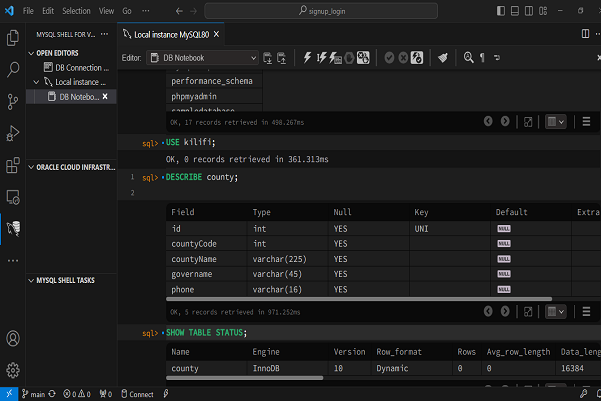 File Edit Selection View Go ··· signup_login
MYSQL SHELL FOR V... ···
OPEN EDITORS
DB Connection ...
Local instance ...
DB Notebo...
ORACLE CLOUD INFRASTR...
MYSQL SHELL TASKS
Local instance MySQL80
Editor: DB Notebook
performance_schema
phpmyadmin
sampledatabase
OK, 17 records retrieved in 498.267ms
sql> USE kilifi;
OK, 0 records retrieved in 361.313ms
1 sql> DESCRIBE county;
2
Field Type Null Key Default Extra
id int YES UNI NULL
countyCode int YES NULL
countyName varchar(225) YES NULL
govername varchar(45) YES NULL
phone varchar(16) YES NULL
OK, 5 records retrieved in 971.252ms
sql> SHOW TABLE STATUS;
Name Engine Version Row_format Rows Avg_row_length Data_leng
county InnoDB 10 Dynamic 0 0 16384
main 0 0 0 Connect